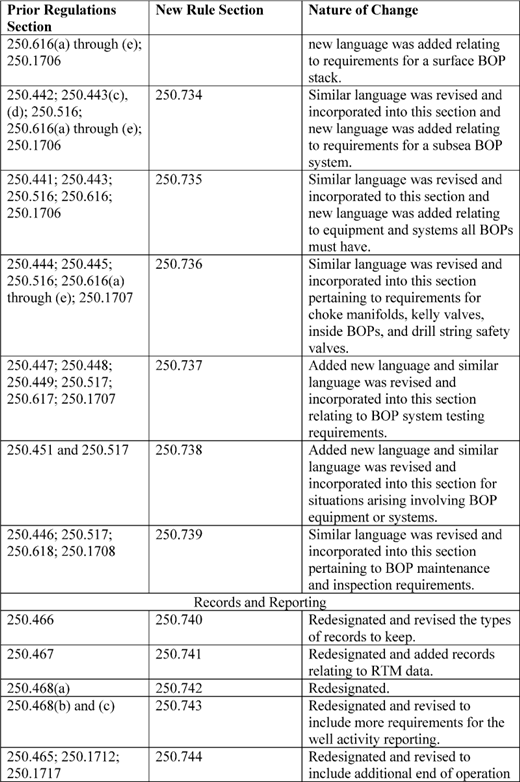 Prior Regulations Section | New Rule Section | Nature of Change
250.616(a) through (e); 250.1706 | | new language was added relating to requirements for a surface BOP stack.
250.442; 250.443(c), (d); 250.516; 250.616(a) through (e); 250.1706 | 250.734 | Similar language was revised and incorporated into this section and new language was added relating to requirements for a subsea BOP system.
250.441; 250.443; 250.516; 250.616; 250.1706 | 250.735 | Similar language was revised and incorporated to this section and new language was added relating to equipment and systems all BOPs must have.
250.444; 250.445; 250.516; 250.616(a) through (e); 250.1707 | 250.736 | Similar language was revised and incorporated into this section pertaining to requirements for choke manifolds, kelly valves, inside BOPs, and drill string safety valves.
250.447; 250.448; 250.449; 250.517; 250.617; 250.1707 | 250.737 | Added new language and similar language was revised and incorporated into this section relating to BOP system testing requirements.
250.451 and 250.517 | 250.738 | Added new language and similar language was revised and incorporated into this section for situations arising involving BOP equipment or systems.
250.446; 250.517; 250.618; 250.1708 | 250.739 | Similar language was revised and incorporated into this section pertaining to BOP maintenance and inspection requirements.
Records and Reporting
250.466 | 250.740 | Redesignated and revised the types of records to keep.
250.467 | 250.741 | Redesignated and added records relating to RTM data.
250.468(a) | 250.742 | Redesignated.
250.468(b) and (c) | 250.743 | Redesignated and revised to include more requirements for the well activity reporting.
250.465; 250.1712; 250.1717 | 250.744 | Redesignated and revised to include additional end of operation